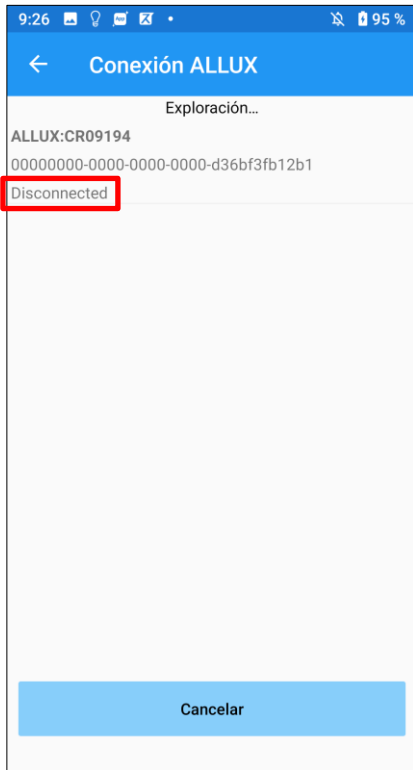 9:26 95 %
Conexión ALLUX
Exploración...
ALLUX:CR09194
00000000-0000-0000-0000-d36bf3fb12b1
Disconnected
Cancelar